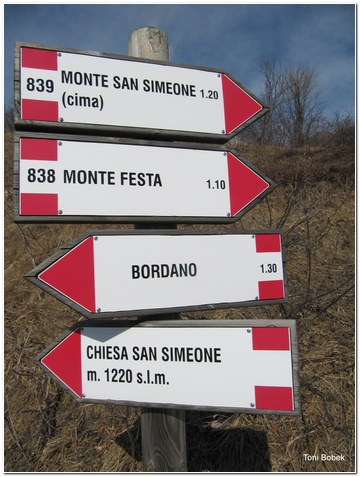 839 MONTE SAN SIMEONE 1.20
(cima)
838 MONTE FESTA 1.10
BORDANO 1.30
CHIESA SAN SIMEONE
m. 1220 s.l.m.
Toni Bobek